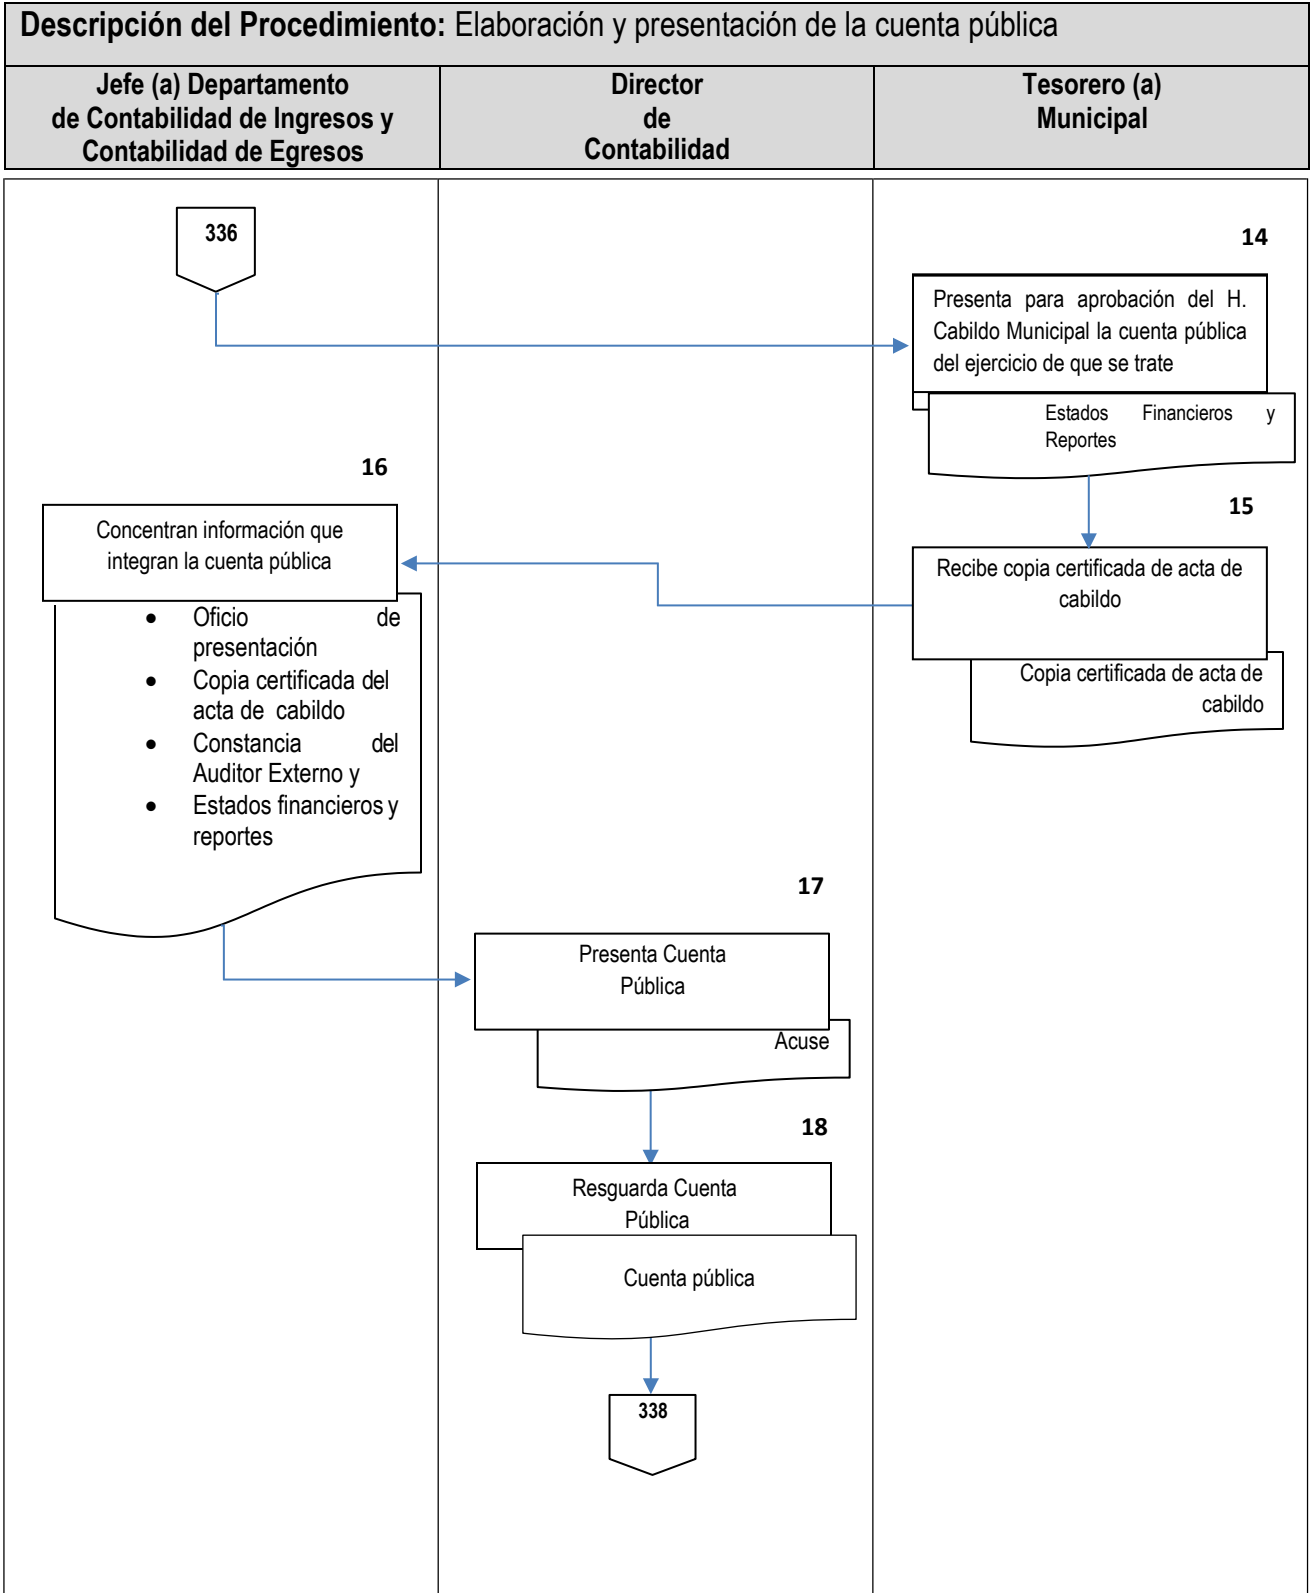 Descripción del Procedimiento: Elaboración y presentación de la cuenta pública
Jefe (a) Departamento
de Contabilidad de Ingresos y
Contabilidad de Egresos
Director
de
Contabilidad
Tesorero (a)
Municipal
336
14
Presenta para aprobación del H.
Cabildo Municipal la cuenta pública
del ejercicio de que se trate
Estados Financieros y
Reportes
15
Recibe copia certificada de acta de
cabildo
Copia certificada de acta de
cabildo
16
Concentran información que
integran la cuenta pública
• Oficio de
presentación
• Copia certificada del
acta de cabildo
• Constancia del
Auditor Externo y
• Estados financieros y
reportes
17
Presenta Cuenta
Pública
Acuse
18
Resguarda Cuenta
Pública
Cuenta pública
338